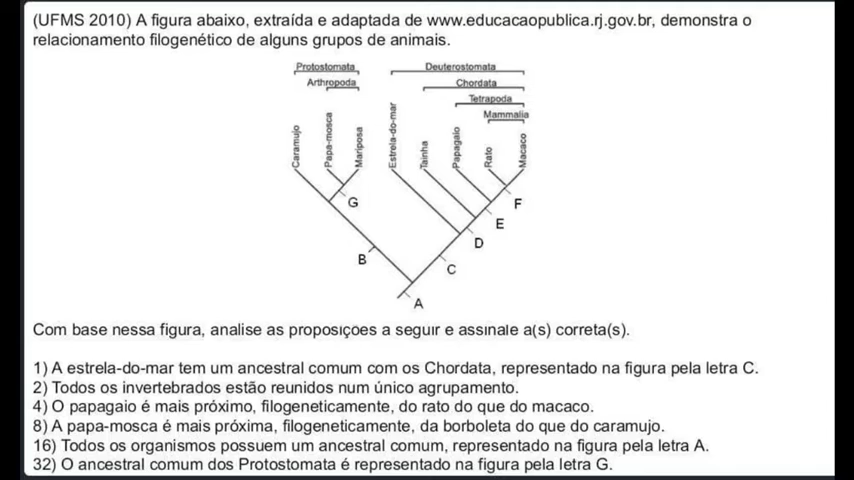 (UFMS 2010) A figura abaixo, extraída e adaptada de www.educacaopublica.rj.gov.br, demonstra o
relacionamento filogenético de alguns grupos de animais.
Protostomata
Deuterostomata
Arthropoda
Chordata
Tetrapoda
Mammalia
Caramujo
Papa-mosca
Mariposa
Estrela-do-mar
Tainha
Papagaio
Rato
Macaco
G
F
E
D
B
C
A
Com base nessa figura, analise as proposições a seguir e assinale a(s) correta(s).
1) A estrela-do-mar tem um ancestral comum com os Chordata, representado na figura pela letra C.
2) Todos os invertebrados estão reunidos num único agrupamento.
4) O papagaio é mais próximo, filogeneticamente, do rato do que do macaco.
8) A papa-mosca é mais próxima, filogeneticamente, da borboleta do que do caramujo.
16) Todos os organismos possuem um ancestral comum, representado na figura pela letra A.
32) O ancestral comum dos Protostomata é representado na figura pela letra G.